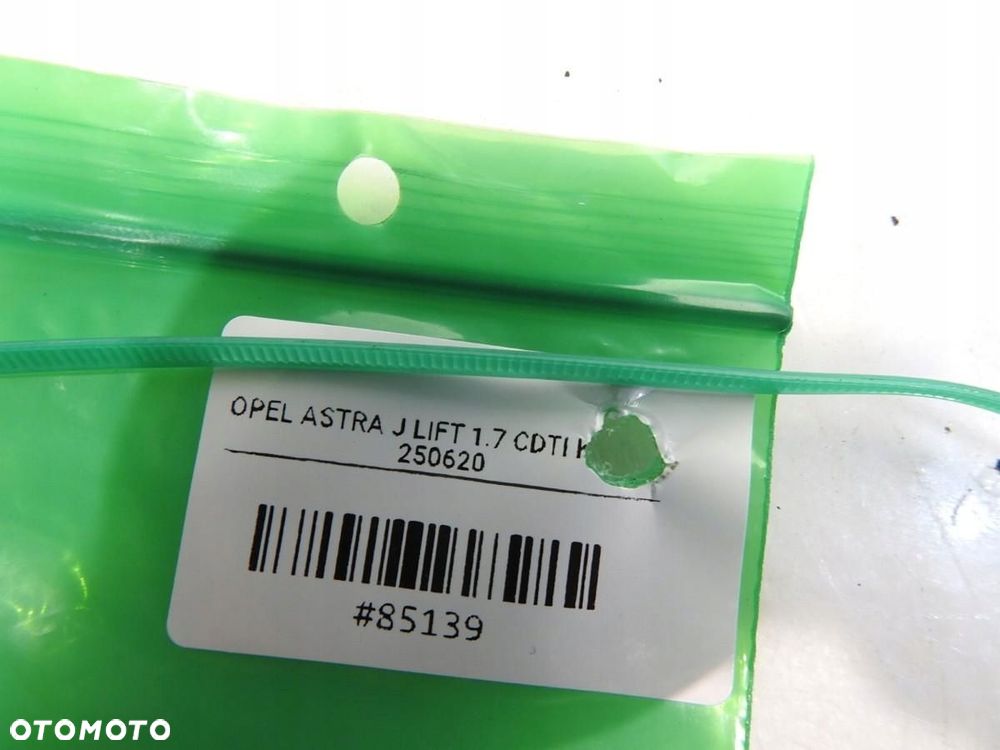 OPEL ASTRA J LIFT 1.7 CDTI
250620
#85139
OTOMOTO